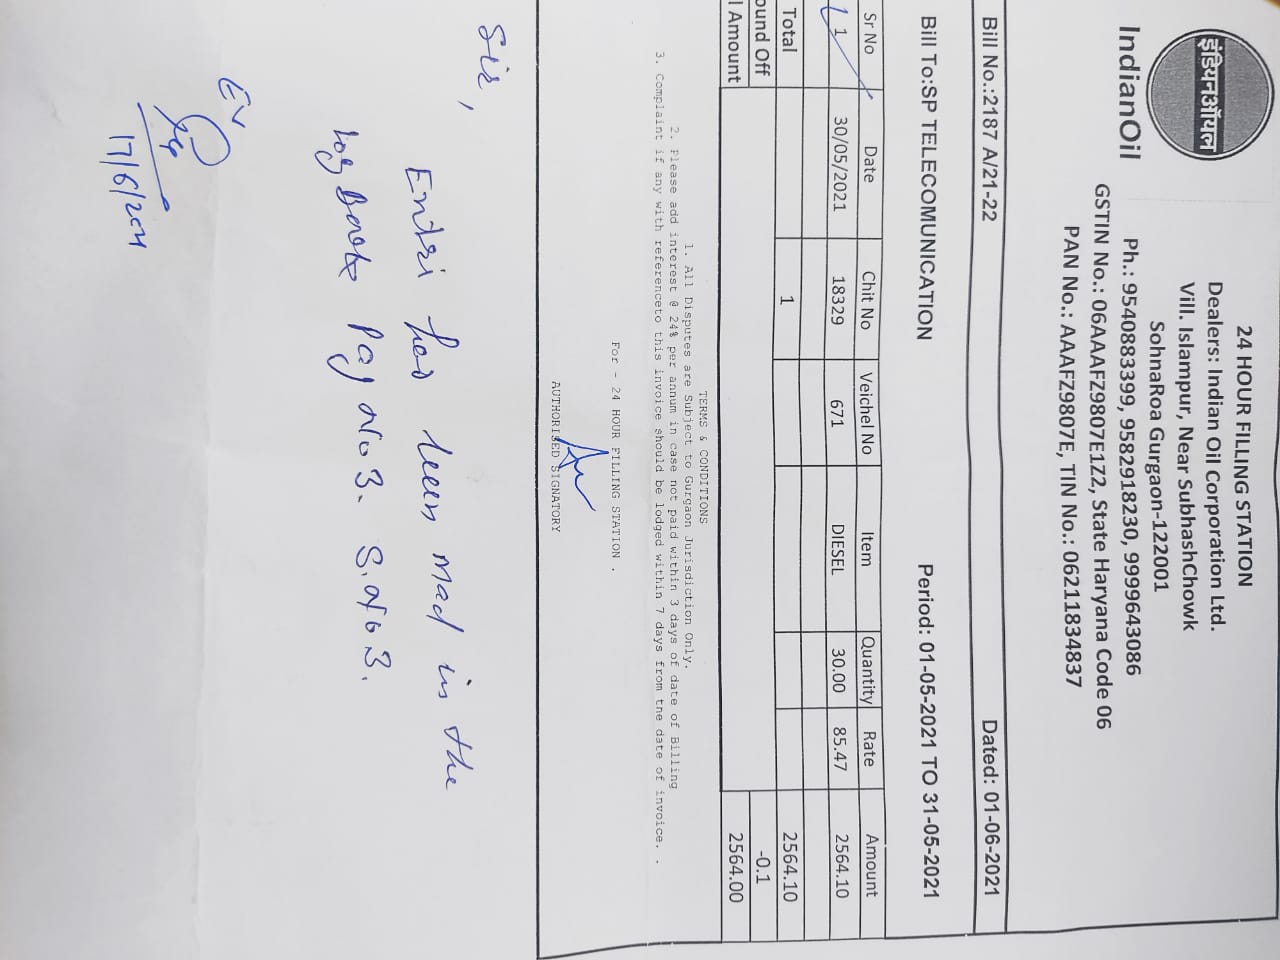 इंडियनऑयल
IndianOil
24 HOUR FILLING STATION
Dealers: Indian Oil Corporation Ltd.
Vill. Islampur, Near SubhashChowk
SohnaRoa Gurgaon-122001
Ph.: 9540883399, 9582918230, 9999643086
GSTIN No.: 06AAAFZ9807E1Z2, State Haryana Code 06
PAN No.: AAAFZ9807E, TIN No.: 06211834837
Bill No.:2187 A/21-22 Dated: 01-06-2021
Bill To:SP TELECOMUNICATION Period: 01-05-2021 TO 31-05-2021
Sr No Date Chit No Veichel No Item Quantity Rate Amount
1 30/05/2021 18329 671 DIESEL 30.00 85.47 2564.10
Total 1 2564.10
ound Off -0.1
l Amount 2564.00
TERMS & CONDITIONS
1. All Disputes are Subject to Gurgaon Jurisdiction Only.
2. Please add interest @ 24% per annum in case not paid within 3 days of date of Billing
3. Complaint if any with referenceto this invoice should be lodged within 7 days from tne date of invoice. .
For - 24 HOUR FILLING STATION .
AUTHORISED SIGNATORY
Sir,
Entri has been mad in the
Log Book Pag No 3. S.No 3.
EV
17/6/2021